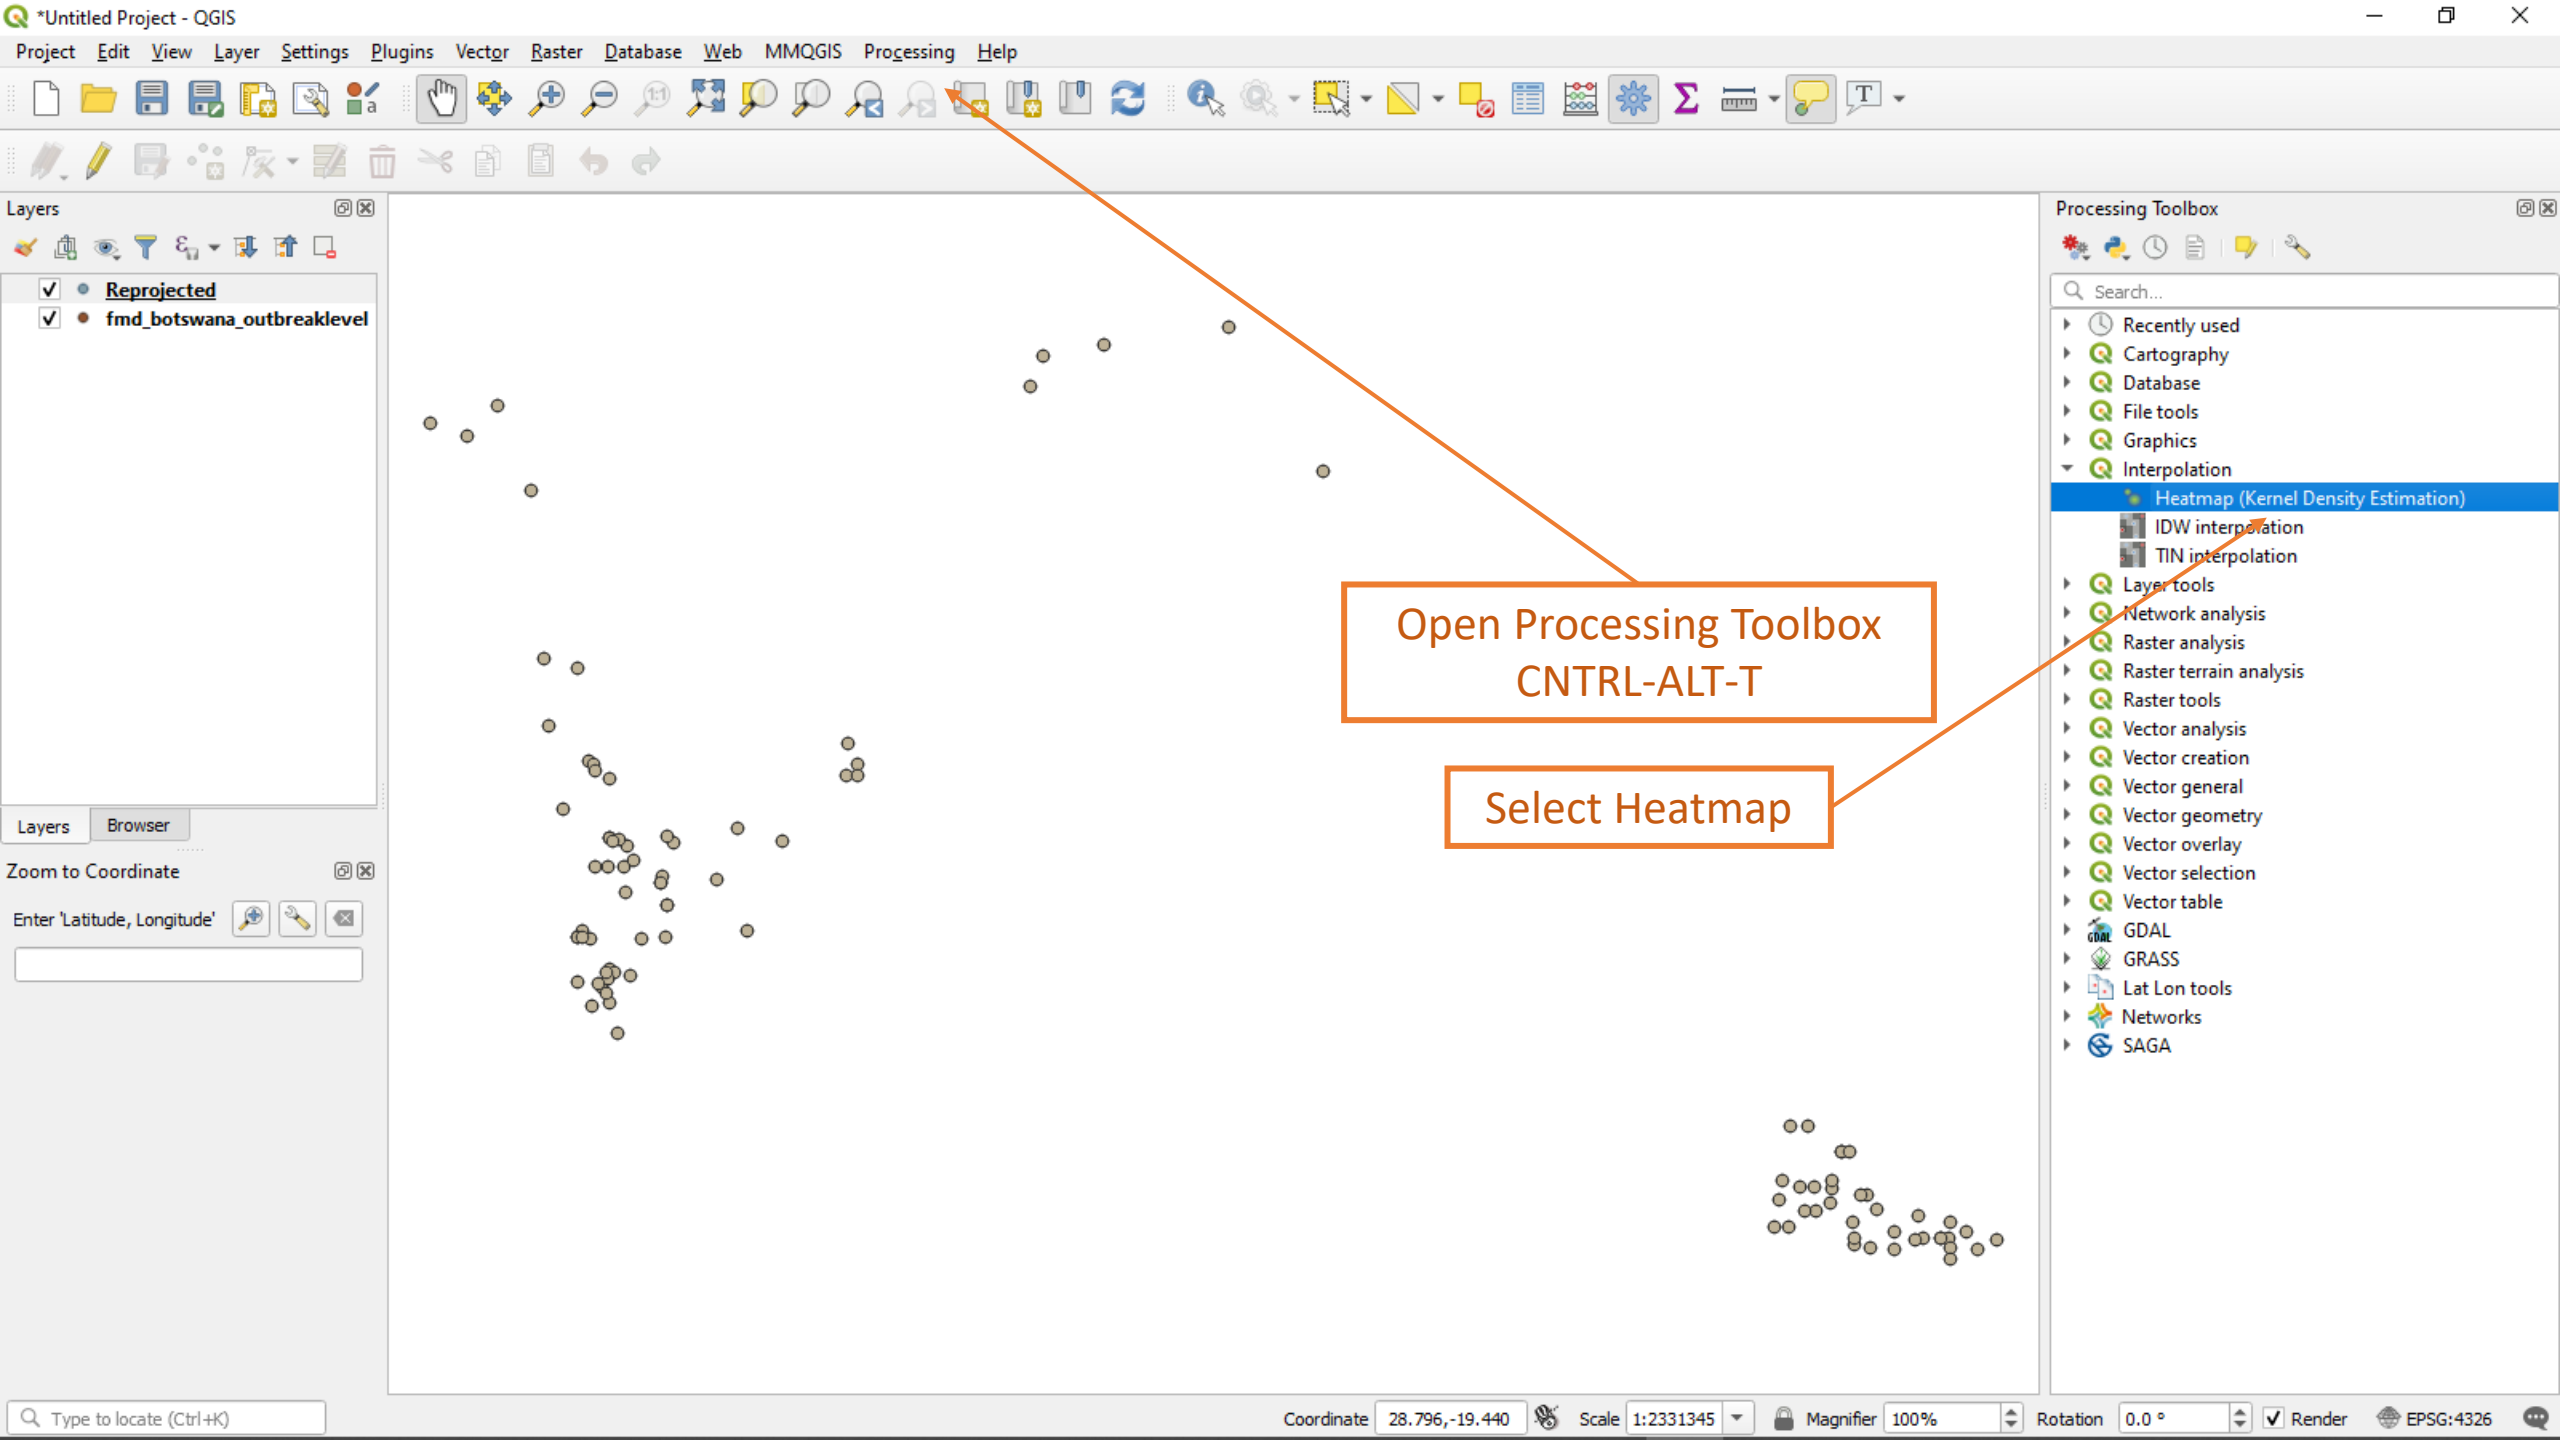 *Untitled Project - QGIS
Project Edit View Layer Settings Plugins Vector Raster Database Web MMQGIS Processing Help
Layers
Reprojected
fmd_botswana_outbreaklevel
Layers Browser
Zoom to Coordinate
Enter 'Latitude, Longitude'
Open Processing Toolbox
CNTRL-ALT-T
Select Heatmap
Processing Toolbox
Search...
Recently used
Cartography
Database
File tools
Graphics
Interpolation
Heatmap (Kernel Density Estimation)
IDW interpolation
TIN interpolation
Layer tools
Network analysis
Raster analysis
Raster terrain analysis
Raster tools
Vector analysis
Vector creation
Vector general
Vector geometry
Vector overlay
Vector selection
Vector table
GDAL
GRASS
Lat Lon tools
Networks
SAGA
Type to locate (Ctrl+K)
Coordinate 28.796,-19.440 Scale 1:2331345 Magnifier 100% Rotation 0.0 ° Render EPSG:4326